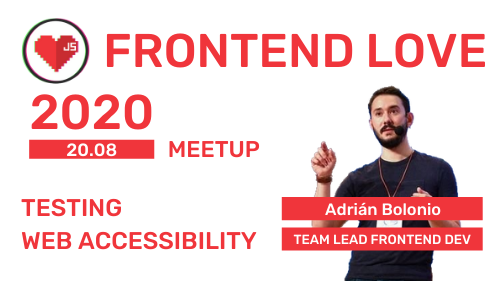 JS
FRONTEND LOVE
2020
20.08
MEETUP
TESTING
WEB ACCESSIBILITY
Adrián Bolonio
TEAM LEAD FRONTEND DEV